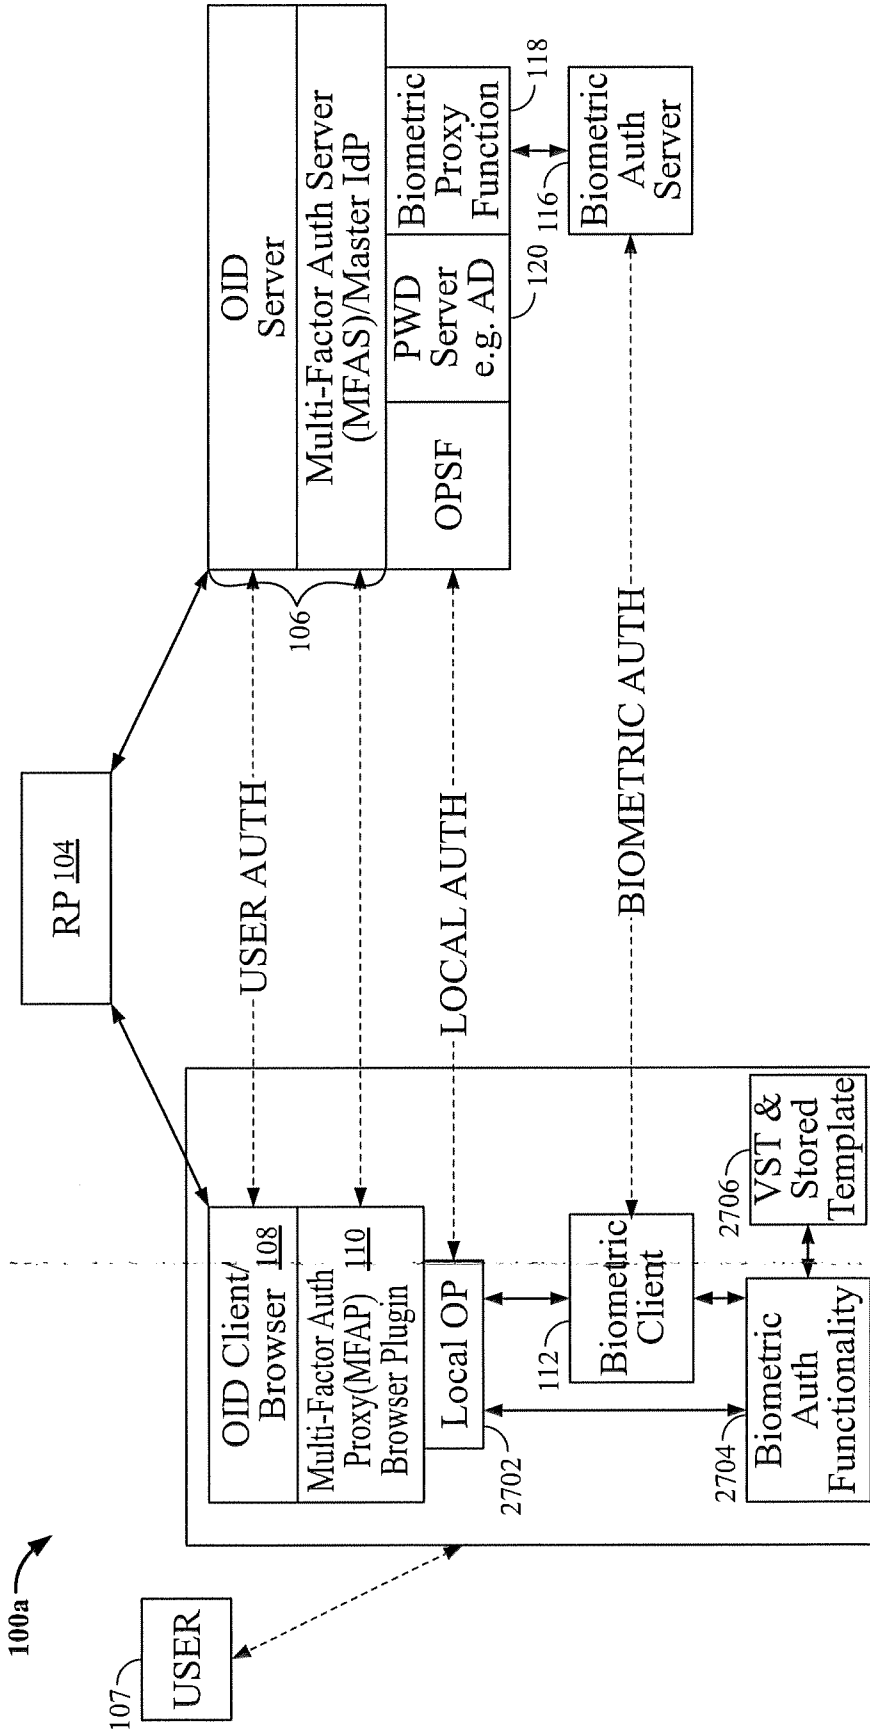 100a
107
USER
RP 104
OID Client/
Browser 108
Multi-Factor Auth
Proxy(MFAP) 110
Browser Plugin
Local OP
2702
112
Biometric
Client
2704
Biometric
Auth
Functionality
2706
VST &
Stored
Template
USER AUTH
LOCAL AUTH
BIOMETRIC AUTH
106
OID
Server
Multi-Factor Auth Server
(MFAS)/Master IdP
OPSF
PWD
Server
e.g. AD
120
Biometric
Proxy
Function
118
116
Biometric
Auth
Server